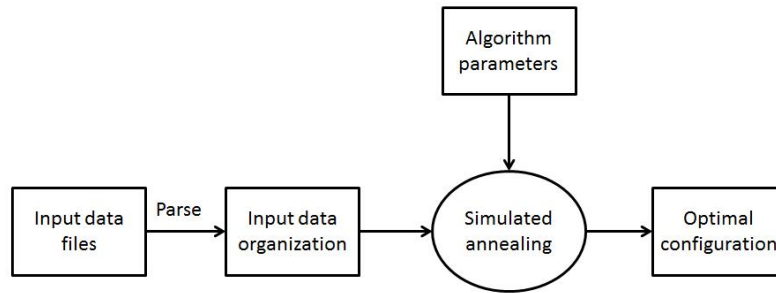 Algorithm
parameters
Input data
files
Parse
Input data
organization
Simulated
annealing
Optimal
configuration